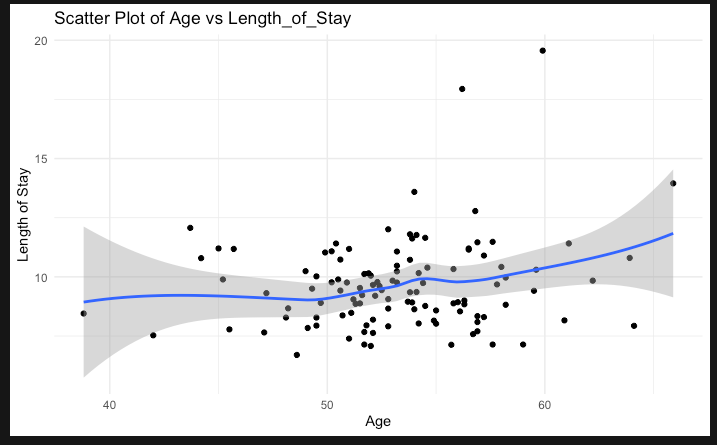 Scatter Plot of Age vs Length_of_Stay
20
15
10
Length of Stay
40 50 60
Age